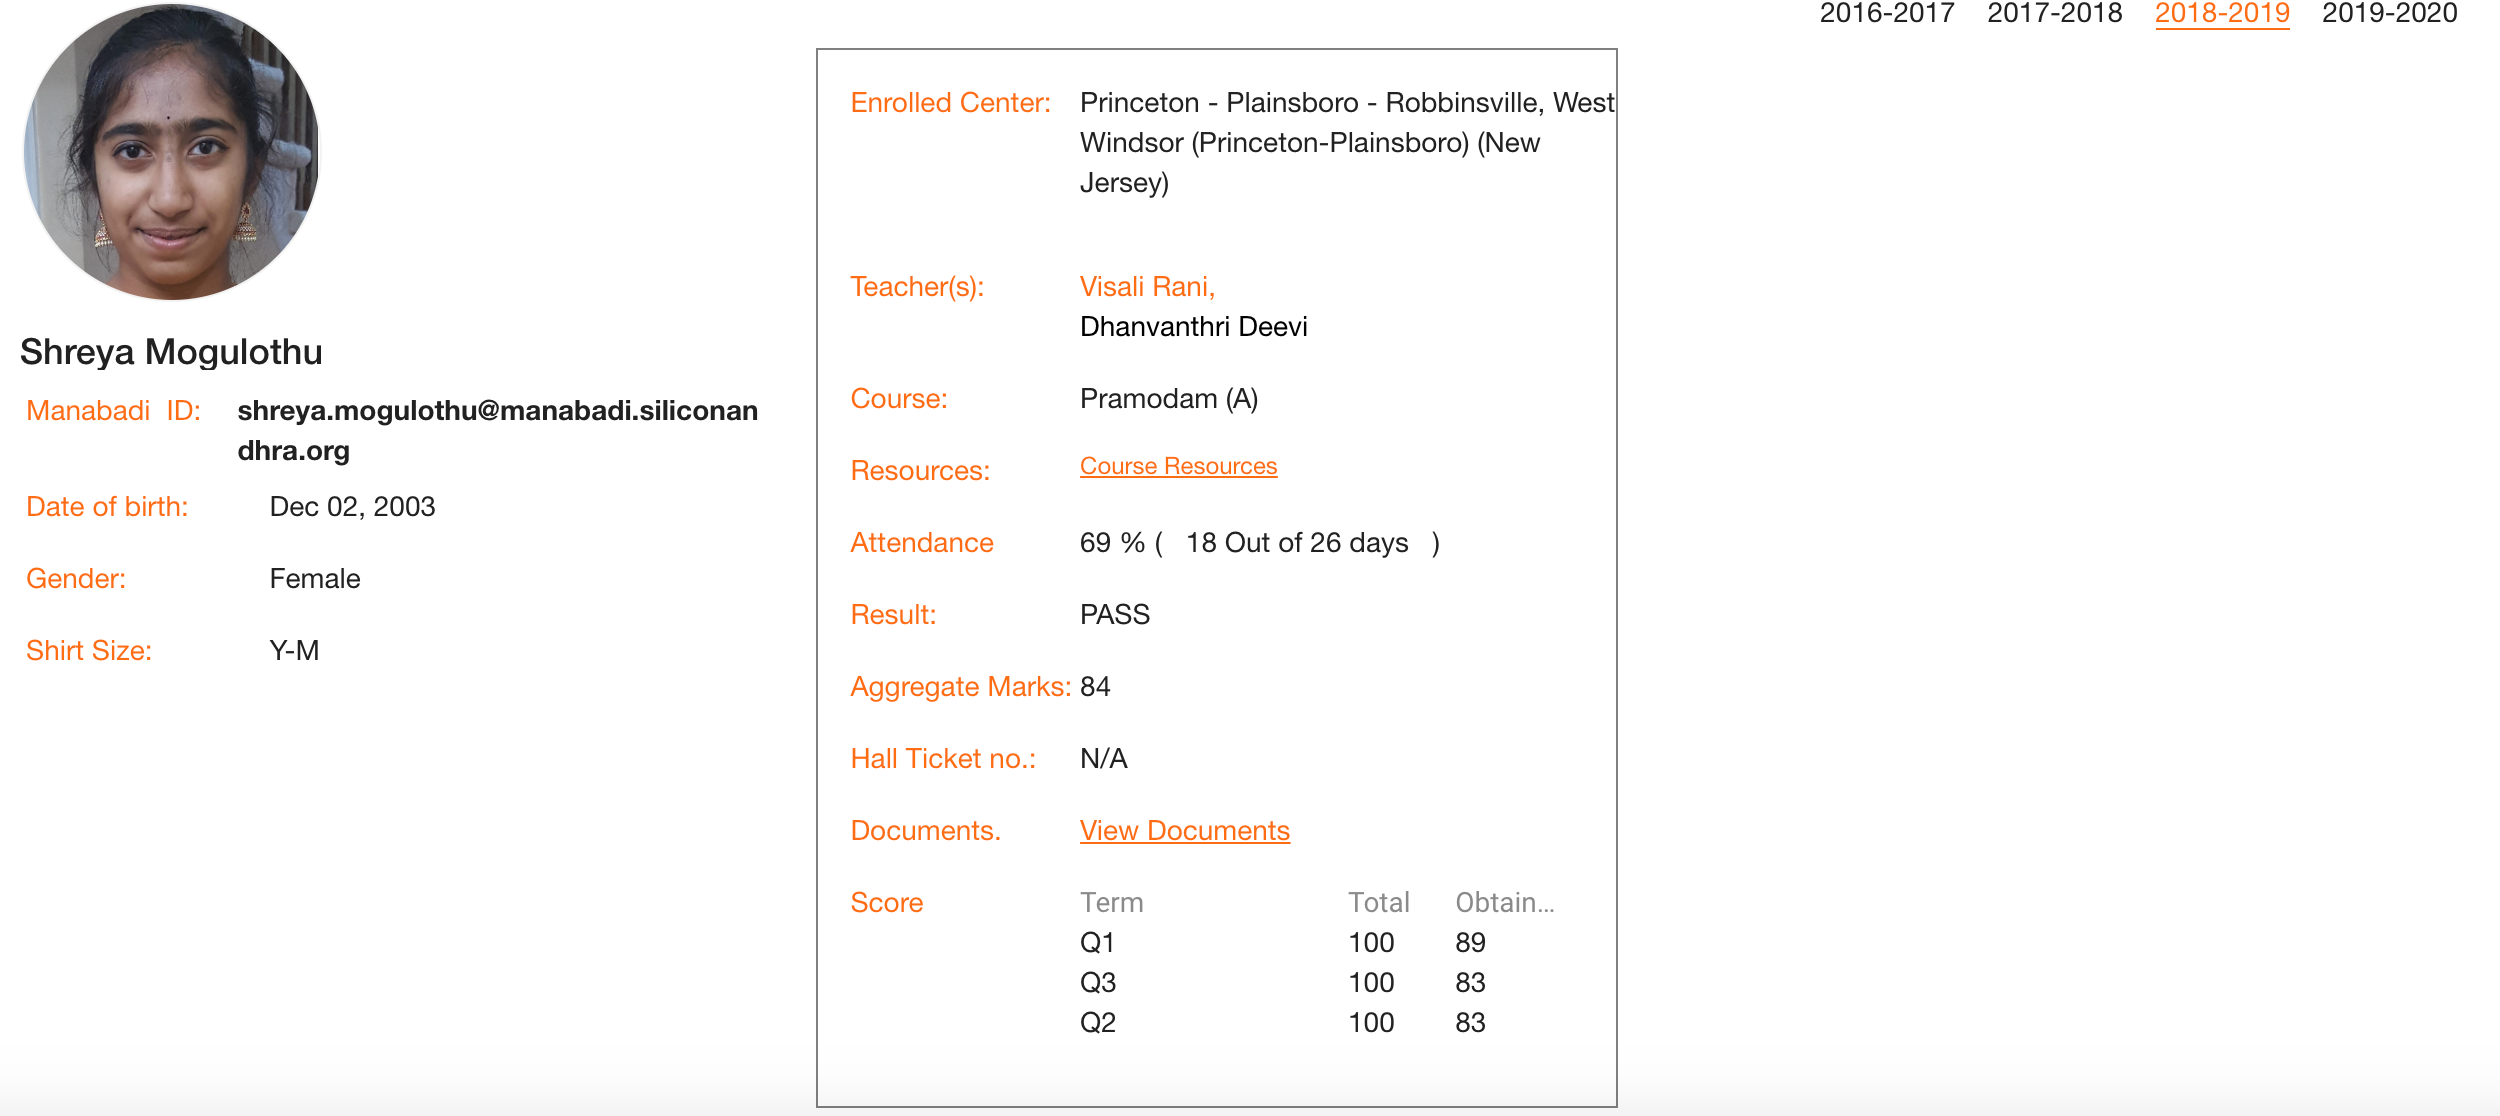 2016-2017 2017-2018 2018-2019 2019-2020
Shreya Mogulothu
Manabadi ID: shreya.mogulothu@manabadi.siliconan
dhra.org
Date of birth: Dec 02, 2003
Gender: Female
Shirt Size: Y-M
Enrolled Center: Princeton - Plainsboro - Robbinsville, West
Windsor (Princeton-Plainsboro) (New
Jersey)
Teacher(s): Visali Rani,
Dhanvanthri Deevi
Course: Pramodam (A)
Resources: Course Resources
Attendance 69 % ( 18 Out of 26 days )
Result: PASS
Aggregate Marks: 84
Hall Ticket no.: N/A
Documents. View Documents
Score Term Total Obtain...
Q1 100 89
Q3 100 83
Q2 100 83